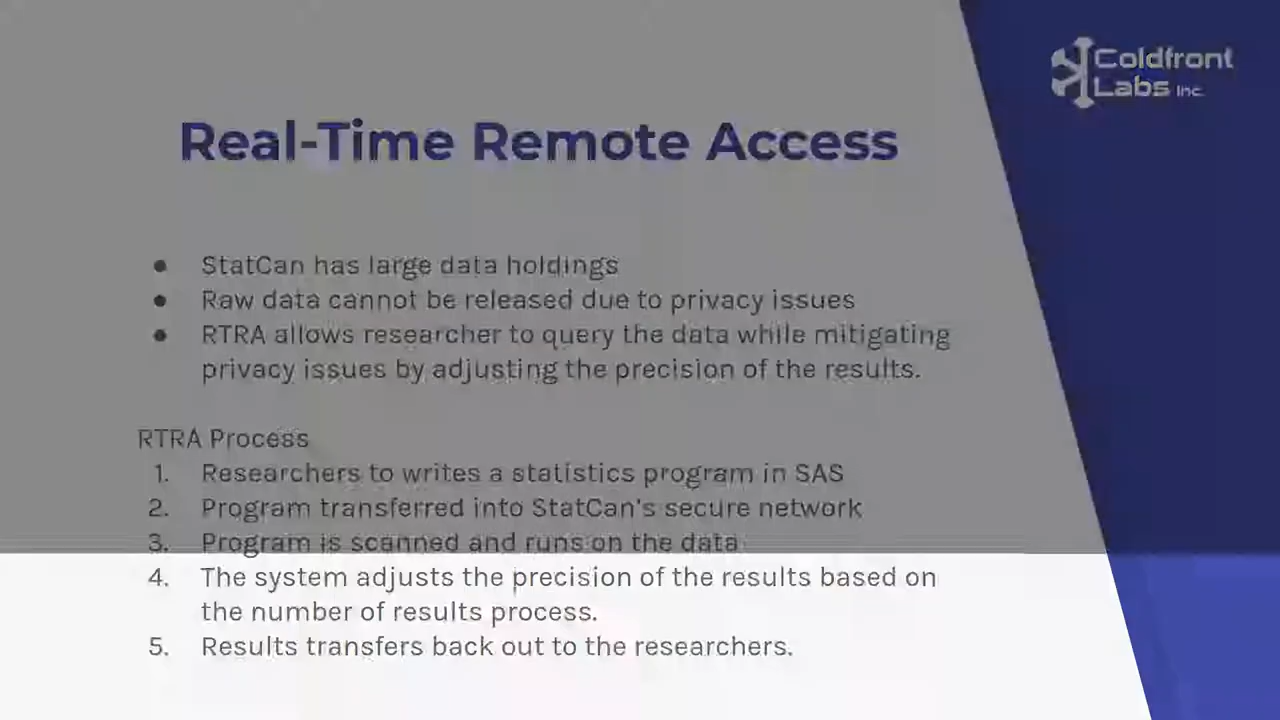 Coldfront
Labs Inc.
Real-Time Remote Access
● StatCan has large data holdings
● Raw data cannot be released due to privacy issues
● RTRA allows researcher to query the data while mitigating
privacy issues by adjusting the precision of the results.
RTRA Process
1. Researchers to writes a statistics program in SAS
2. Program transferred into StatCan's secure network
3. Program is scanned and runs on the data
4. The system adjusts the precision of the results based on
the number of results process.
5. Results transfers back out to the researchers.